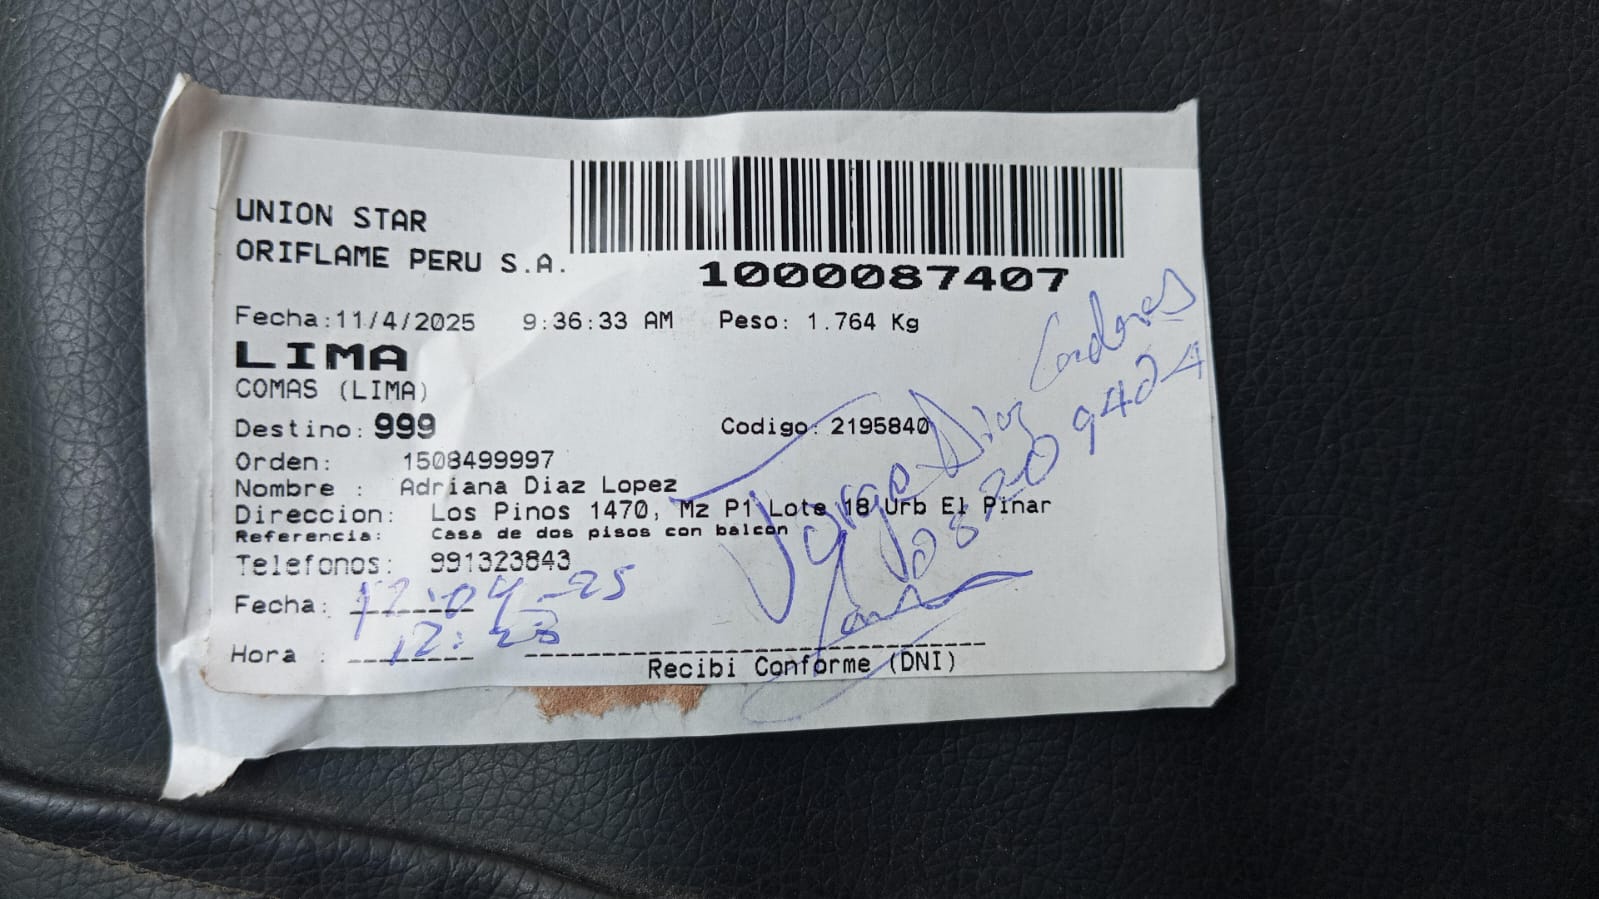 UNION STAR
ORIFLAME PERU S.A.
1000087407
Fecha:11/4/2025 9:36:33 AM Peso: 1.764 Kg
LIMA
COMAS (LIMA)
Destino: 999 Codigo: 2195840
Orden: 1508499997
Nombre : Adriana Diaz Lopez
Direccion: Los Pinos 1470, Mz P1 Lote 18 Urb El Pinar
Referencia: Casa de dos pisos con balcon
Telefonos: 991323843
Fecha: 12-04-25
Hora : 12:28
Recibi Conforme (DNI)
Jorge Diaz